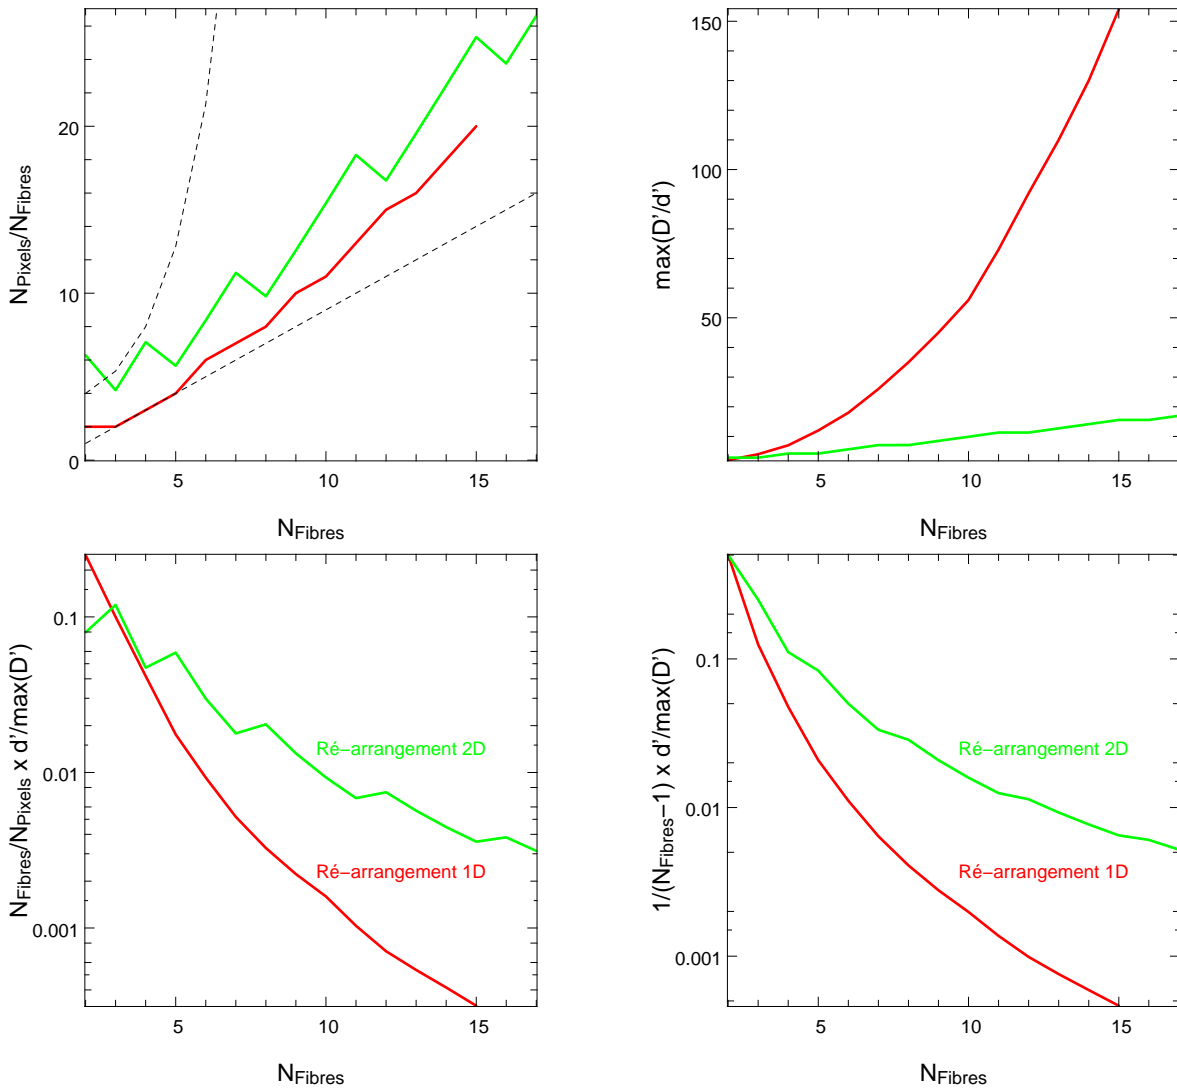 20
10
0
5
10
15
N_Pixels/N_Fibres
N_Fibres
150
100
50
5
10
15
max(D'/d')
N_Fibres
0.1
0.01
0.001
5
10
15
N_Fibres/N_Pixels x d'/max(D')
Ré−arrangement 2D
Ré−arrangement 1D
N_Fibres
0.1
0.01
0.001
5
10
15
1/(N_Fibres−1) x d'/max(D')
Ré−arrangement 2D
Ré−arrangement 1D
N_Fibres